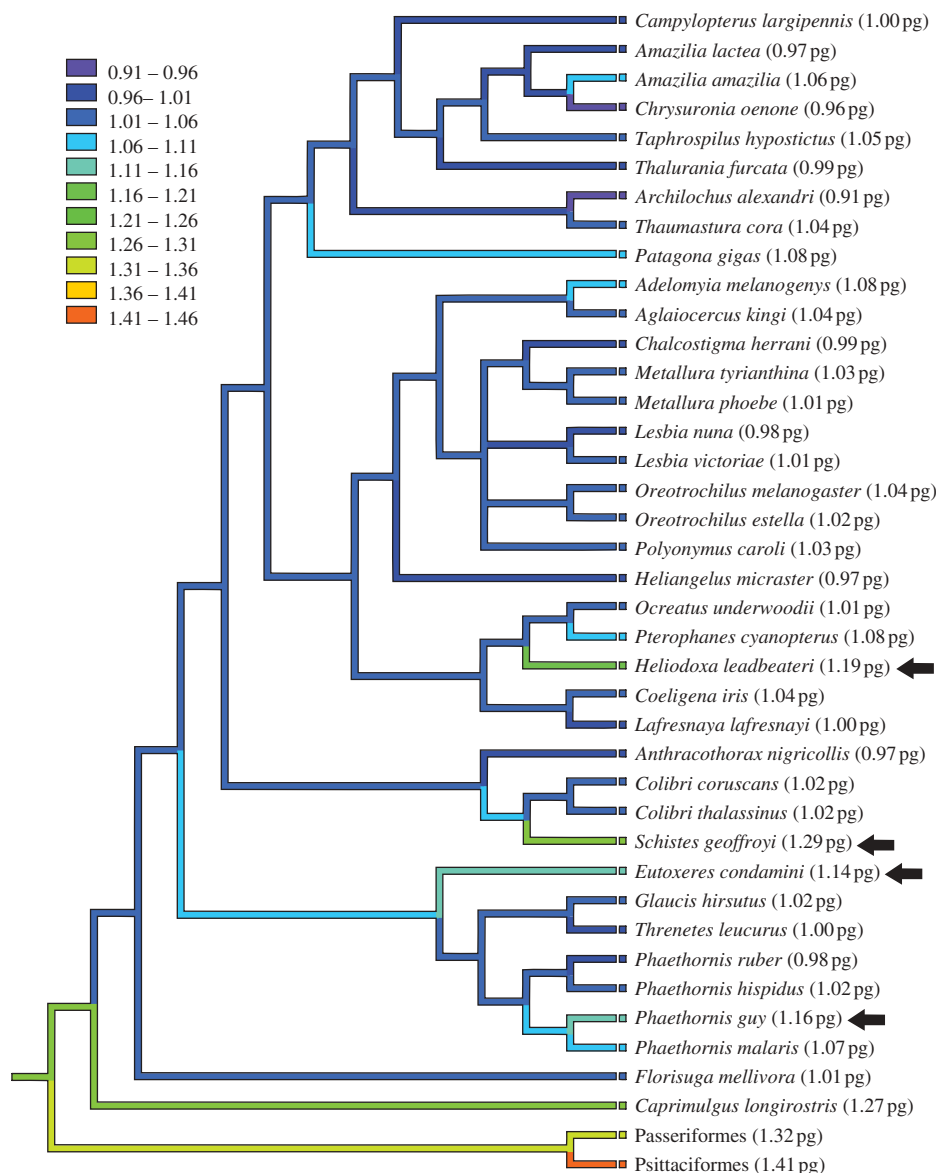 0.91 – 0.96
0.96– 1.01
1.01 – 1.06
1.06 – 1.11
1.11 – 1.16
1.16 – 1.21
1.21 – 1.26
1.26 – 1.31
1.31 – 1.36
1.36 – 1.41
1.41 – 1.46
Campylopterus largipennis (1.00 pg)
Amazilia lactea (0.97 pg)
Amazilia amazilia (1.06 pg)
Chrysuronia oenone (0.96 pg)
Taphrospilus hypostictus (1.05 pg)
Thalurania furcata (0.99 pg)
Archilochus alexandri (0.91 pg)
Thaumastura cora (1.04 pg)
Patagona gigas (1.08 pg)
Adelomyia melanogenys (1.08 pg)
Aglaiocercus kingi (1.04 pg)
Chalcostigma herrani (0.99 pg)
Metallura tyrianthina (1.03 pg)
Metallura phoebe (1.01 pg)
Lesbia nuna (0.98 pg)
Lesbia victoriae (1.01 pg)
Oreotrochilus melanogaster (1.04 pg)
Oreotrochilus estella (1.02 pg)
Polyonymus caroli (1.03 pg)
Heliangelus micraster (0.97 pg)
Ocreatus underwoodii (1.01 pg)
Pterophanes cyanopterus (1.08 pg)
Heliodoxa leadbeateri (1.19 pg)
Coeligena iris (1.04 pg)
Lafresnaya lafresnayi (1.00 pg)
Anthracothorax nigricollis (0.97 pg)
Colibri coruscans (1.02 pg)
Colibri thalassinus (1.02 pg)
Schistes geoffroyi (1.29 pg)
Eutoxeres condamini (1.14 pg)
Glaucis hirsutus (1.02 pg)
Threnetes leucurus (1.00 pg)
Phaethornis ruber (0.98 pg)
Phaethornis hispidus (1.02 pg)
Phaethornis guy (1.16 pg)
Phaethornis malaris (1.07 pg)
Florisuga mellivora (1.01 pg)
Caprimulgus longirostris (1.27 pg)
Passeriformes (1.32 pg)
Psittaciformes (1.41 pg)